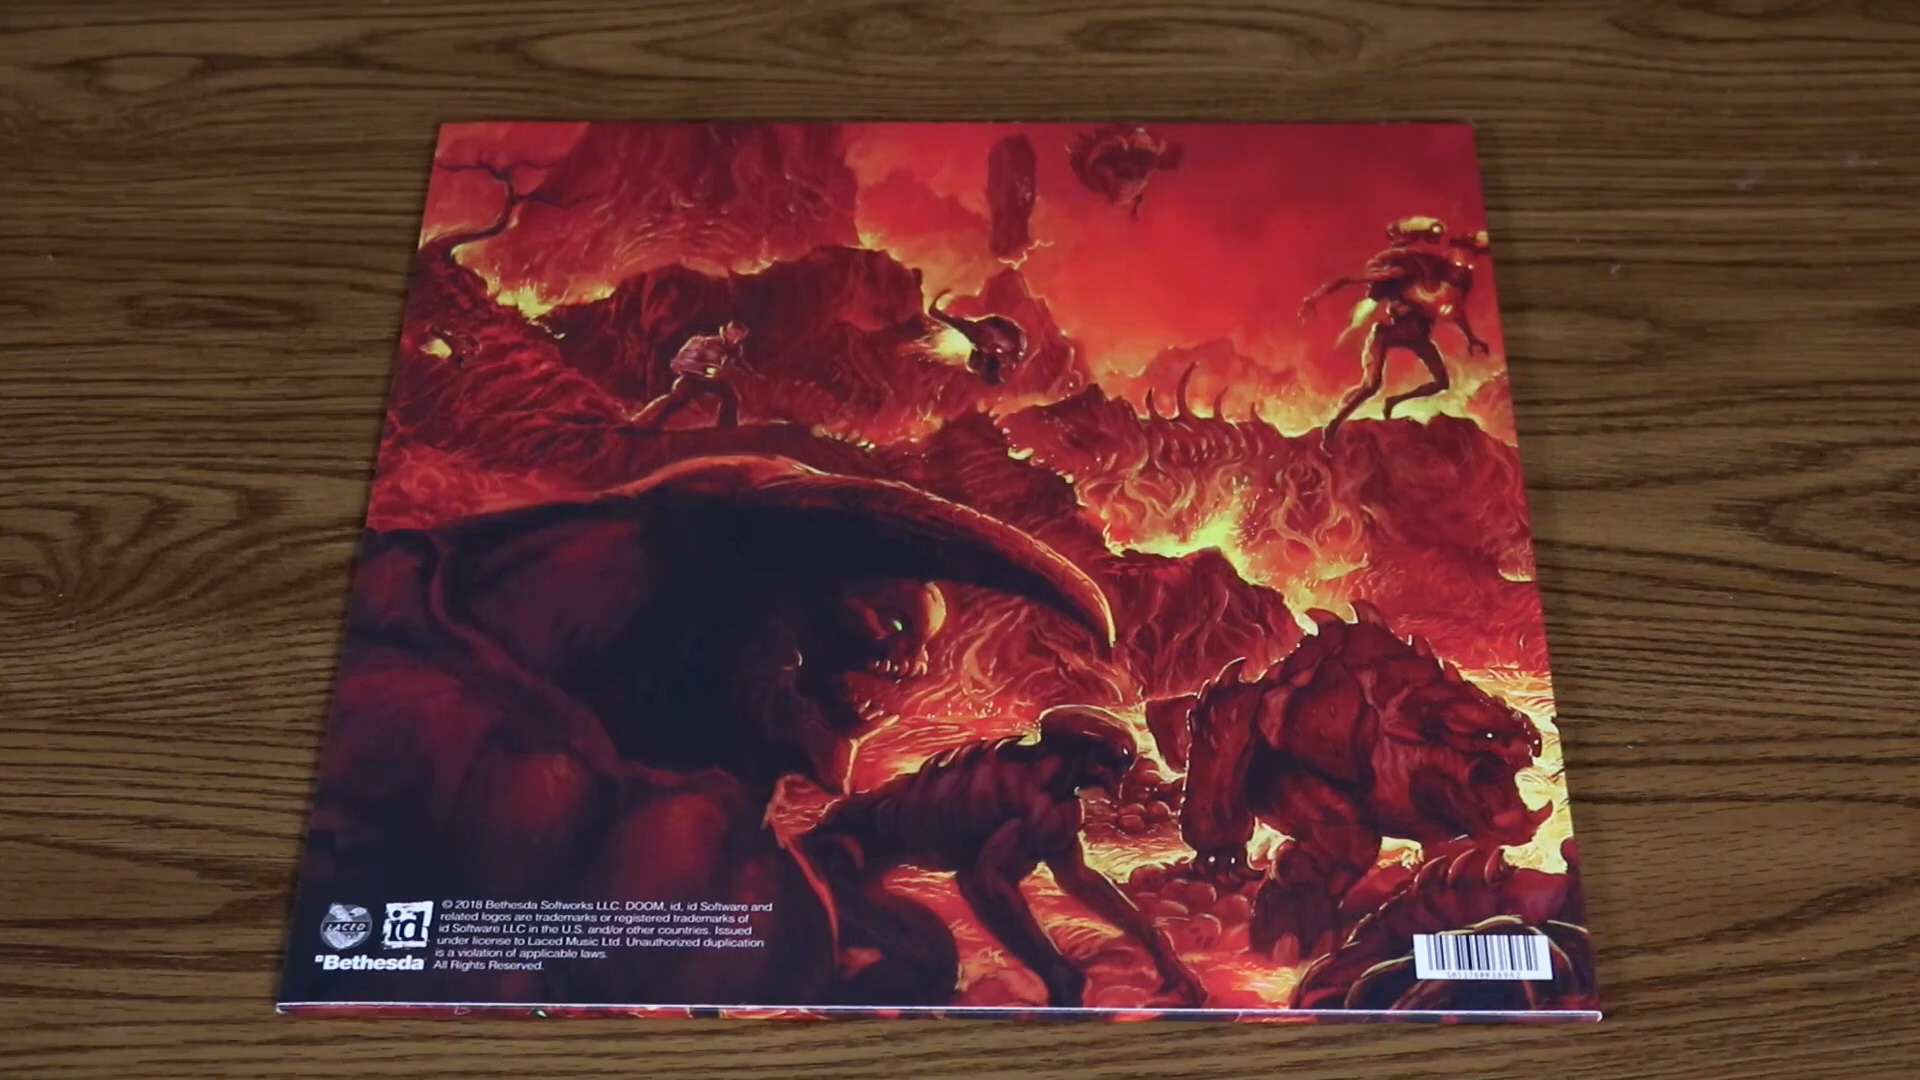 LACED
id
Bethesda
© 2018 Bethesda Softworks LLC. DOOM, id, id Software and
related logos are trademarks or registered trademarks of
id Software LLC in the U.S. and/or other countries. Issued
under license to Laced Music Ltd. Unauthorized duplication
is a violation of applicable laws.
All Rights Reserved.